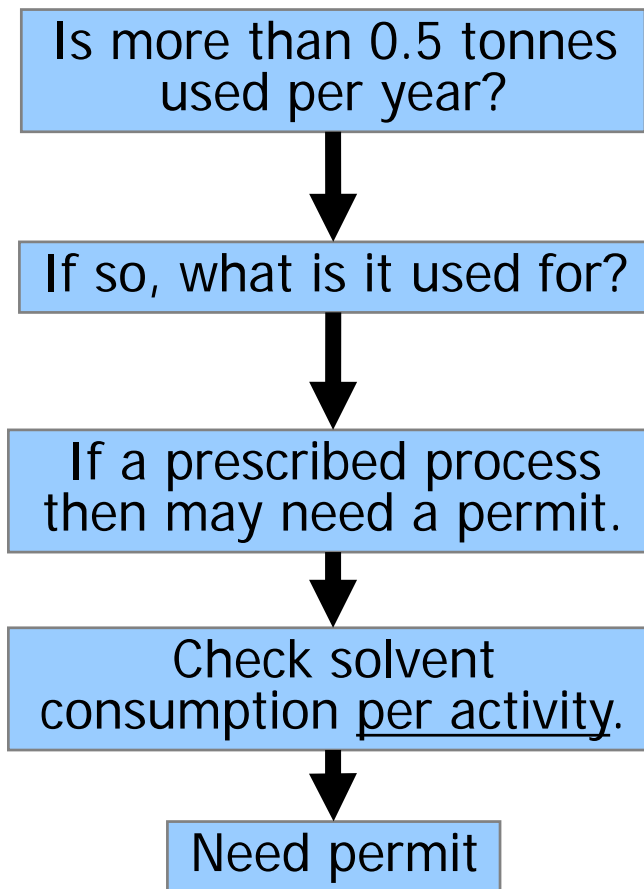 Is more than 0.5 tonnes
used per year?
If so, what is it used for?
If a prescribed process
then may need a permit.
Check solvent
consumption per activity.
Need permit